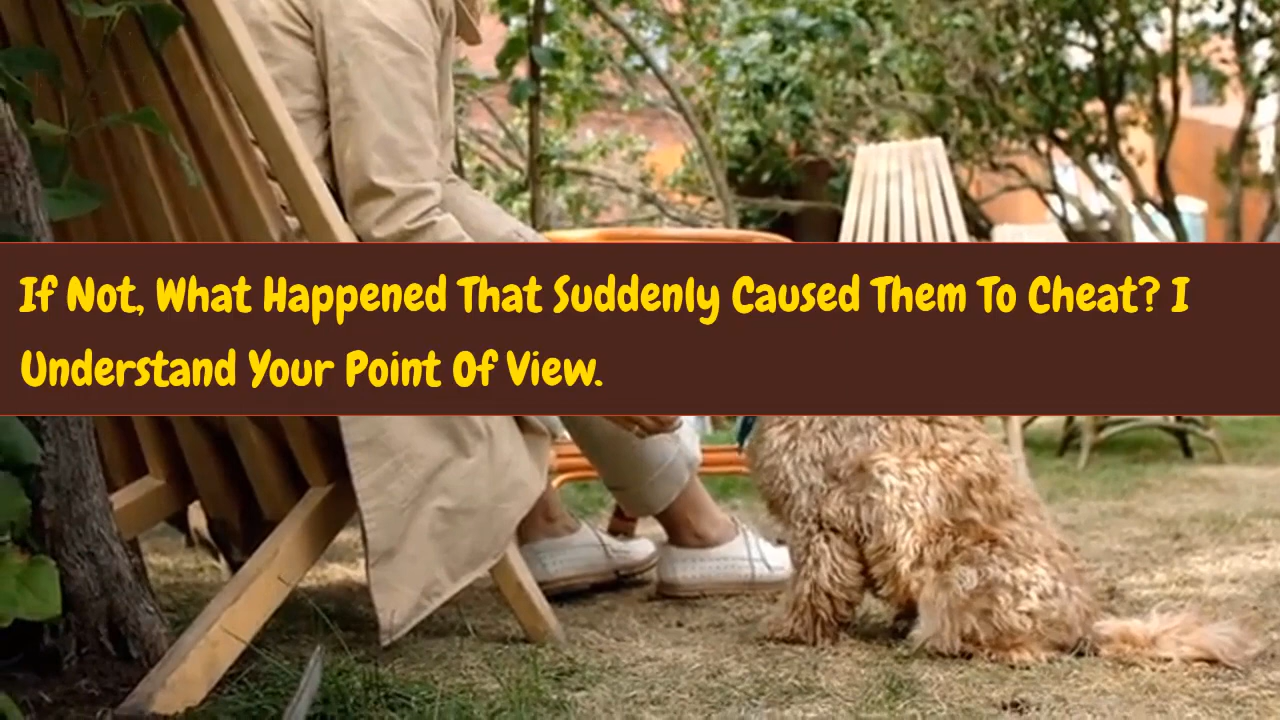 If Not, What Happened That Suddenly Caused Them To Cheat? I
Understand Your Point Of View.